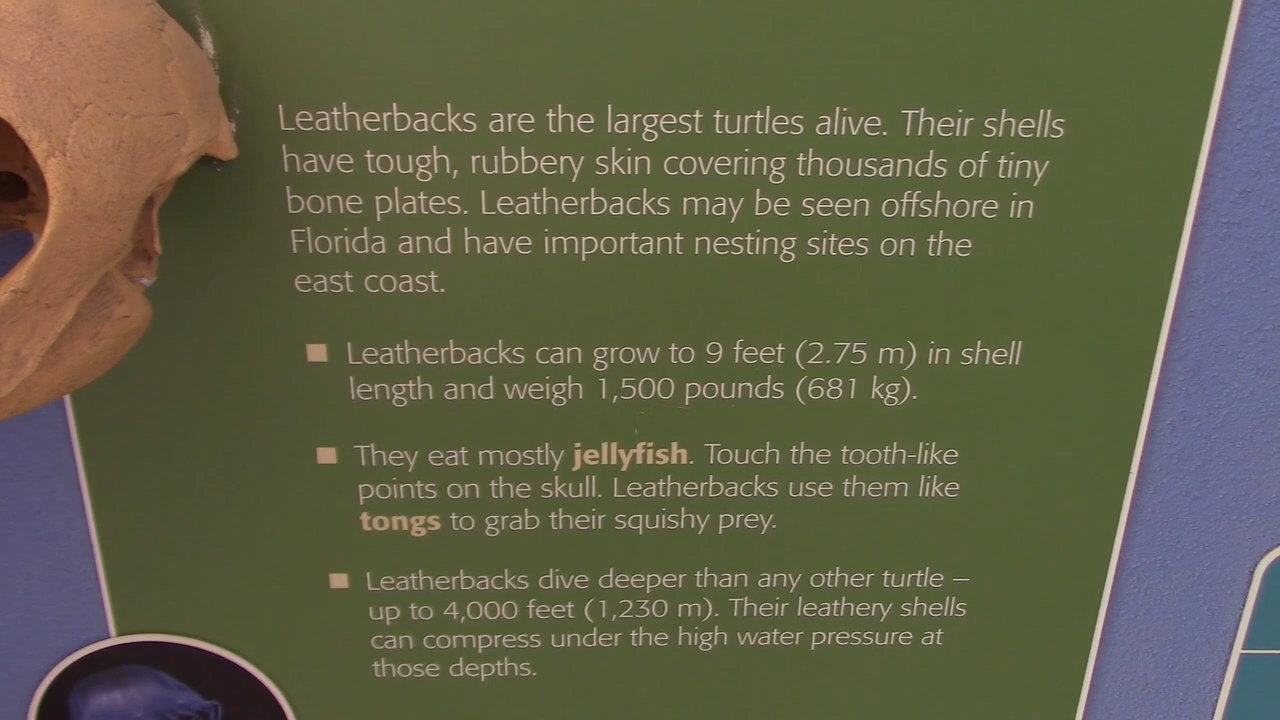 Leatherbacks are the largest turtles alive. Their shells
have tough, rubbery skin covering thousands of tiny
bone plates. Leatherbacks may be seen offshore in
Florida and have important nesting sites on the
east coast.
■ Leatherbacks can grow to 9 feet (2.75 m) in shell
length and weigh 1,500 pounds (681 kg).
■ They eat mostly jellyfish. Touch the tooth-like
points on the skull. Leatherbacks use them like
tongs to grab their squishy prey.
■ Leatherbacks dive deeper than any other turtle –
up to 4,000 feet (1,230 m). Their leathery shells
can compress under the high water pressure at
those depths.